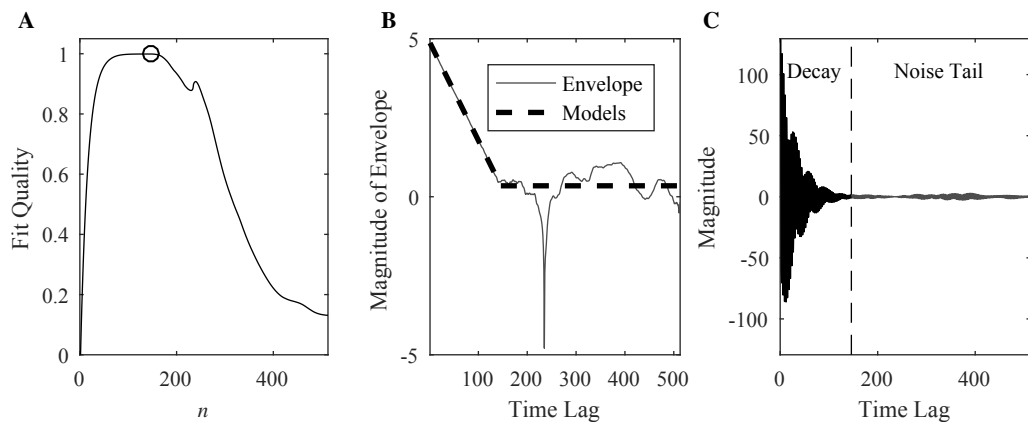 A
Fit Quality
1
0.8
0.6
0.4
0.2
0
0
200
400
n
B
Magnitude of Envelope
5
0
-5
Envelope
Models
0
100
200
300
400
500
Time Lag
C
Magnitude
100
50
0
-50
-100
Decay
Noise Tail
0
200
400
Time Lag